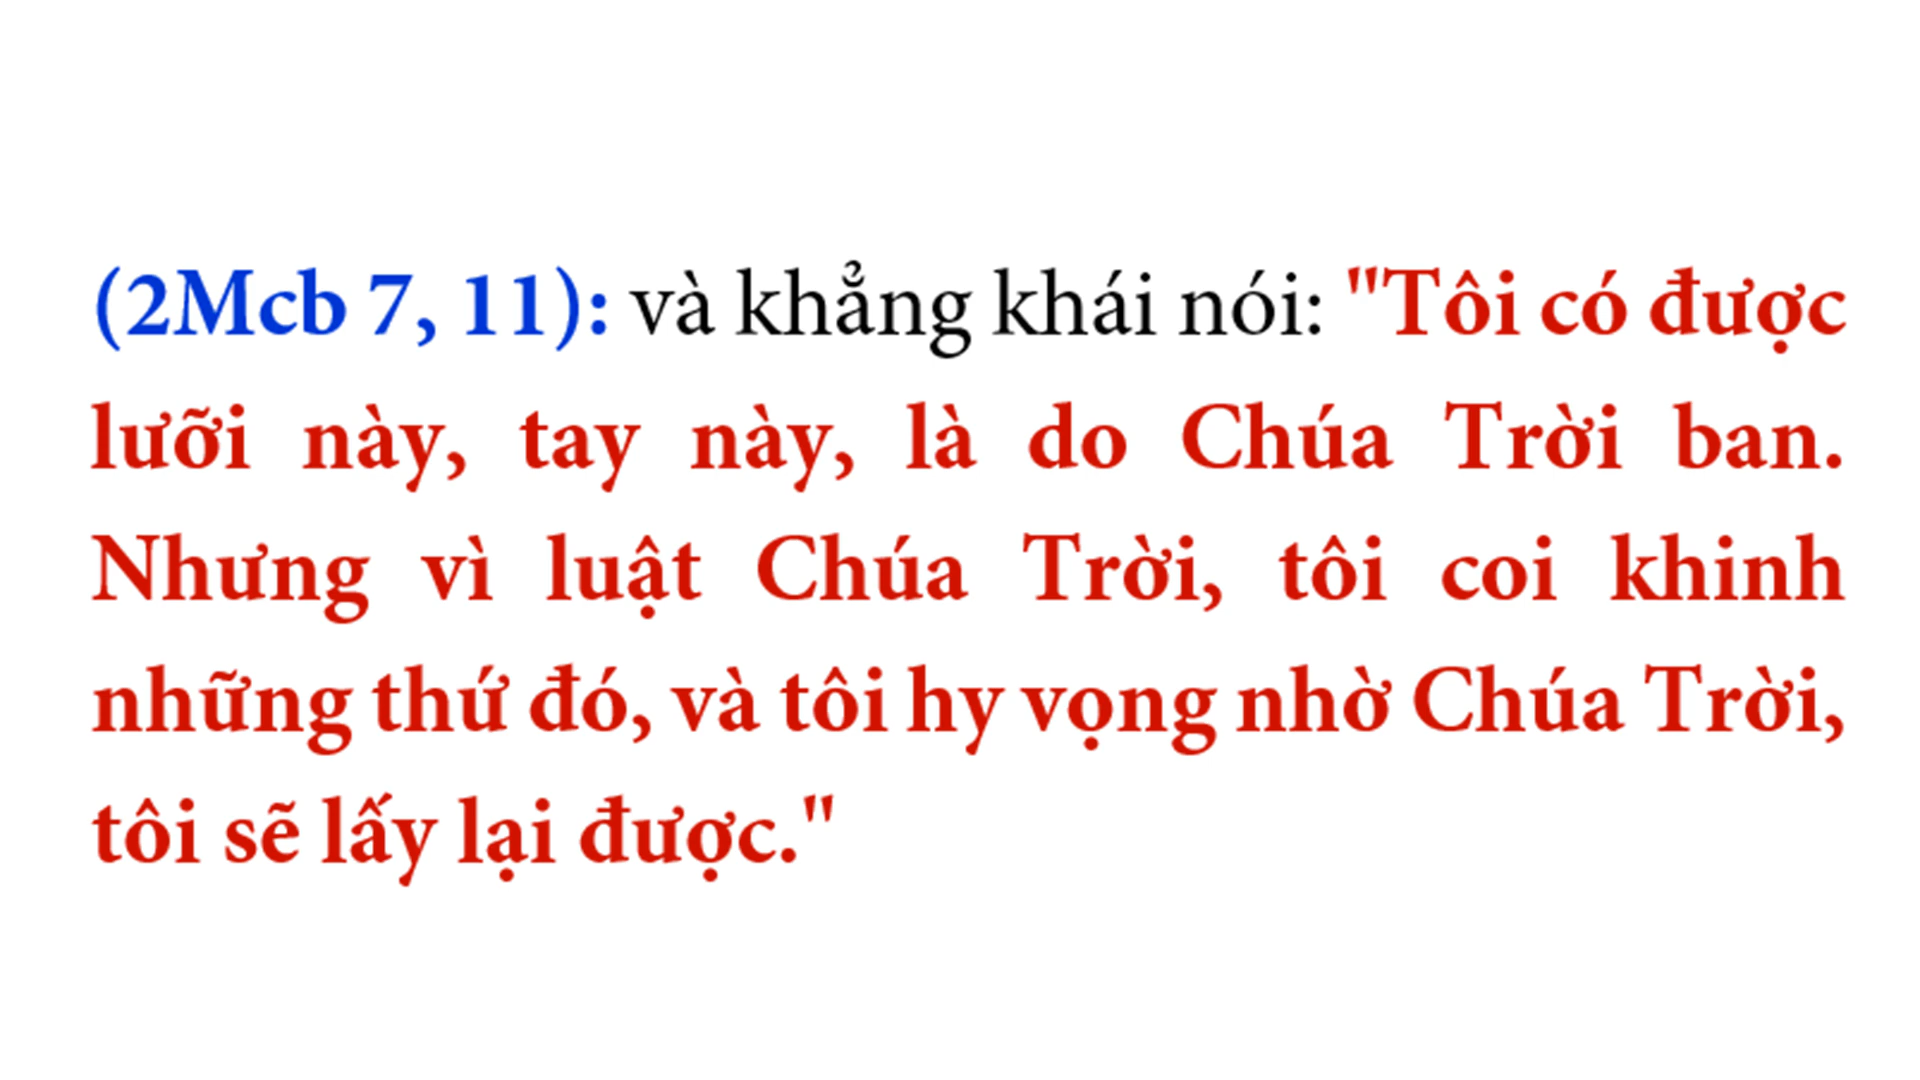 (2Mcb 7, 11): và khẳng khái nói: "Tôi có được
lưỡi này, tay này, là do Chúa Trời ban.
Nhưng vì luật Chúa Trời, tôi coi khinh
những thứ đó, và tôi hy vọng nhờ Chúa Trời,
tôi sẽ lấy lại được."